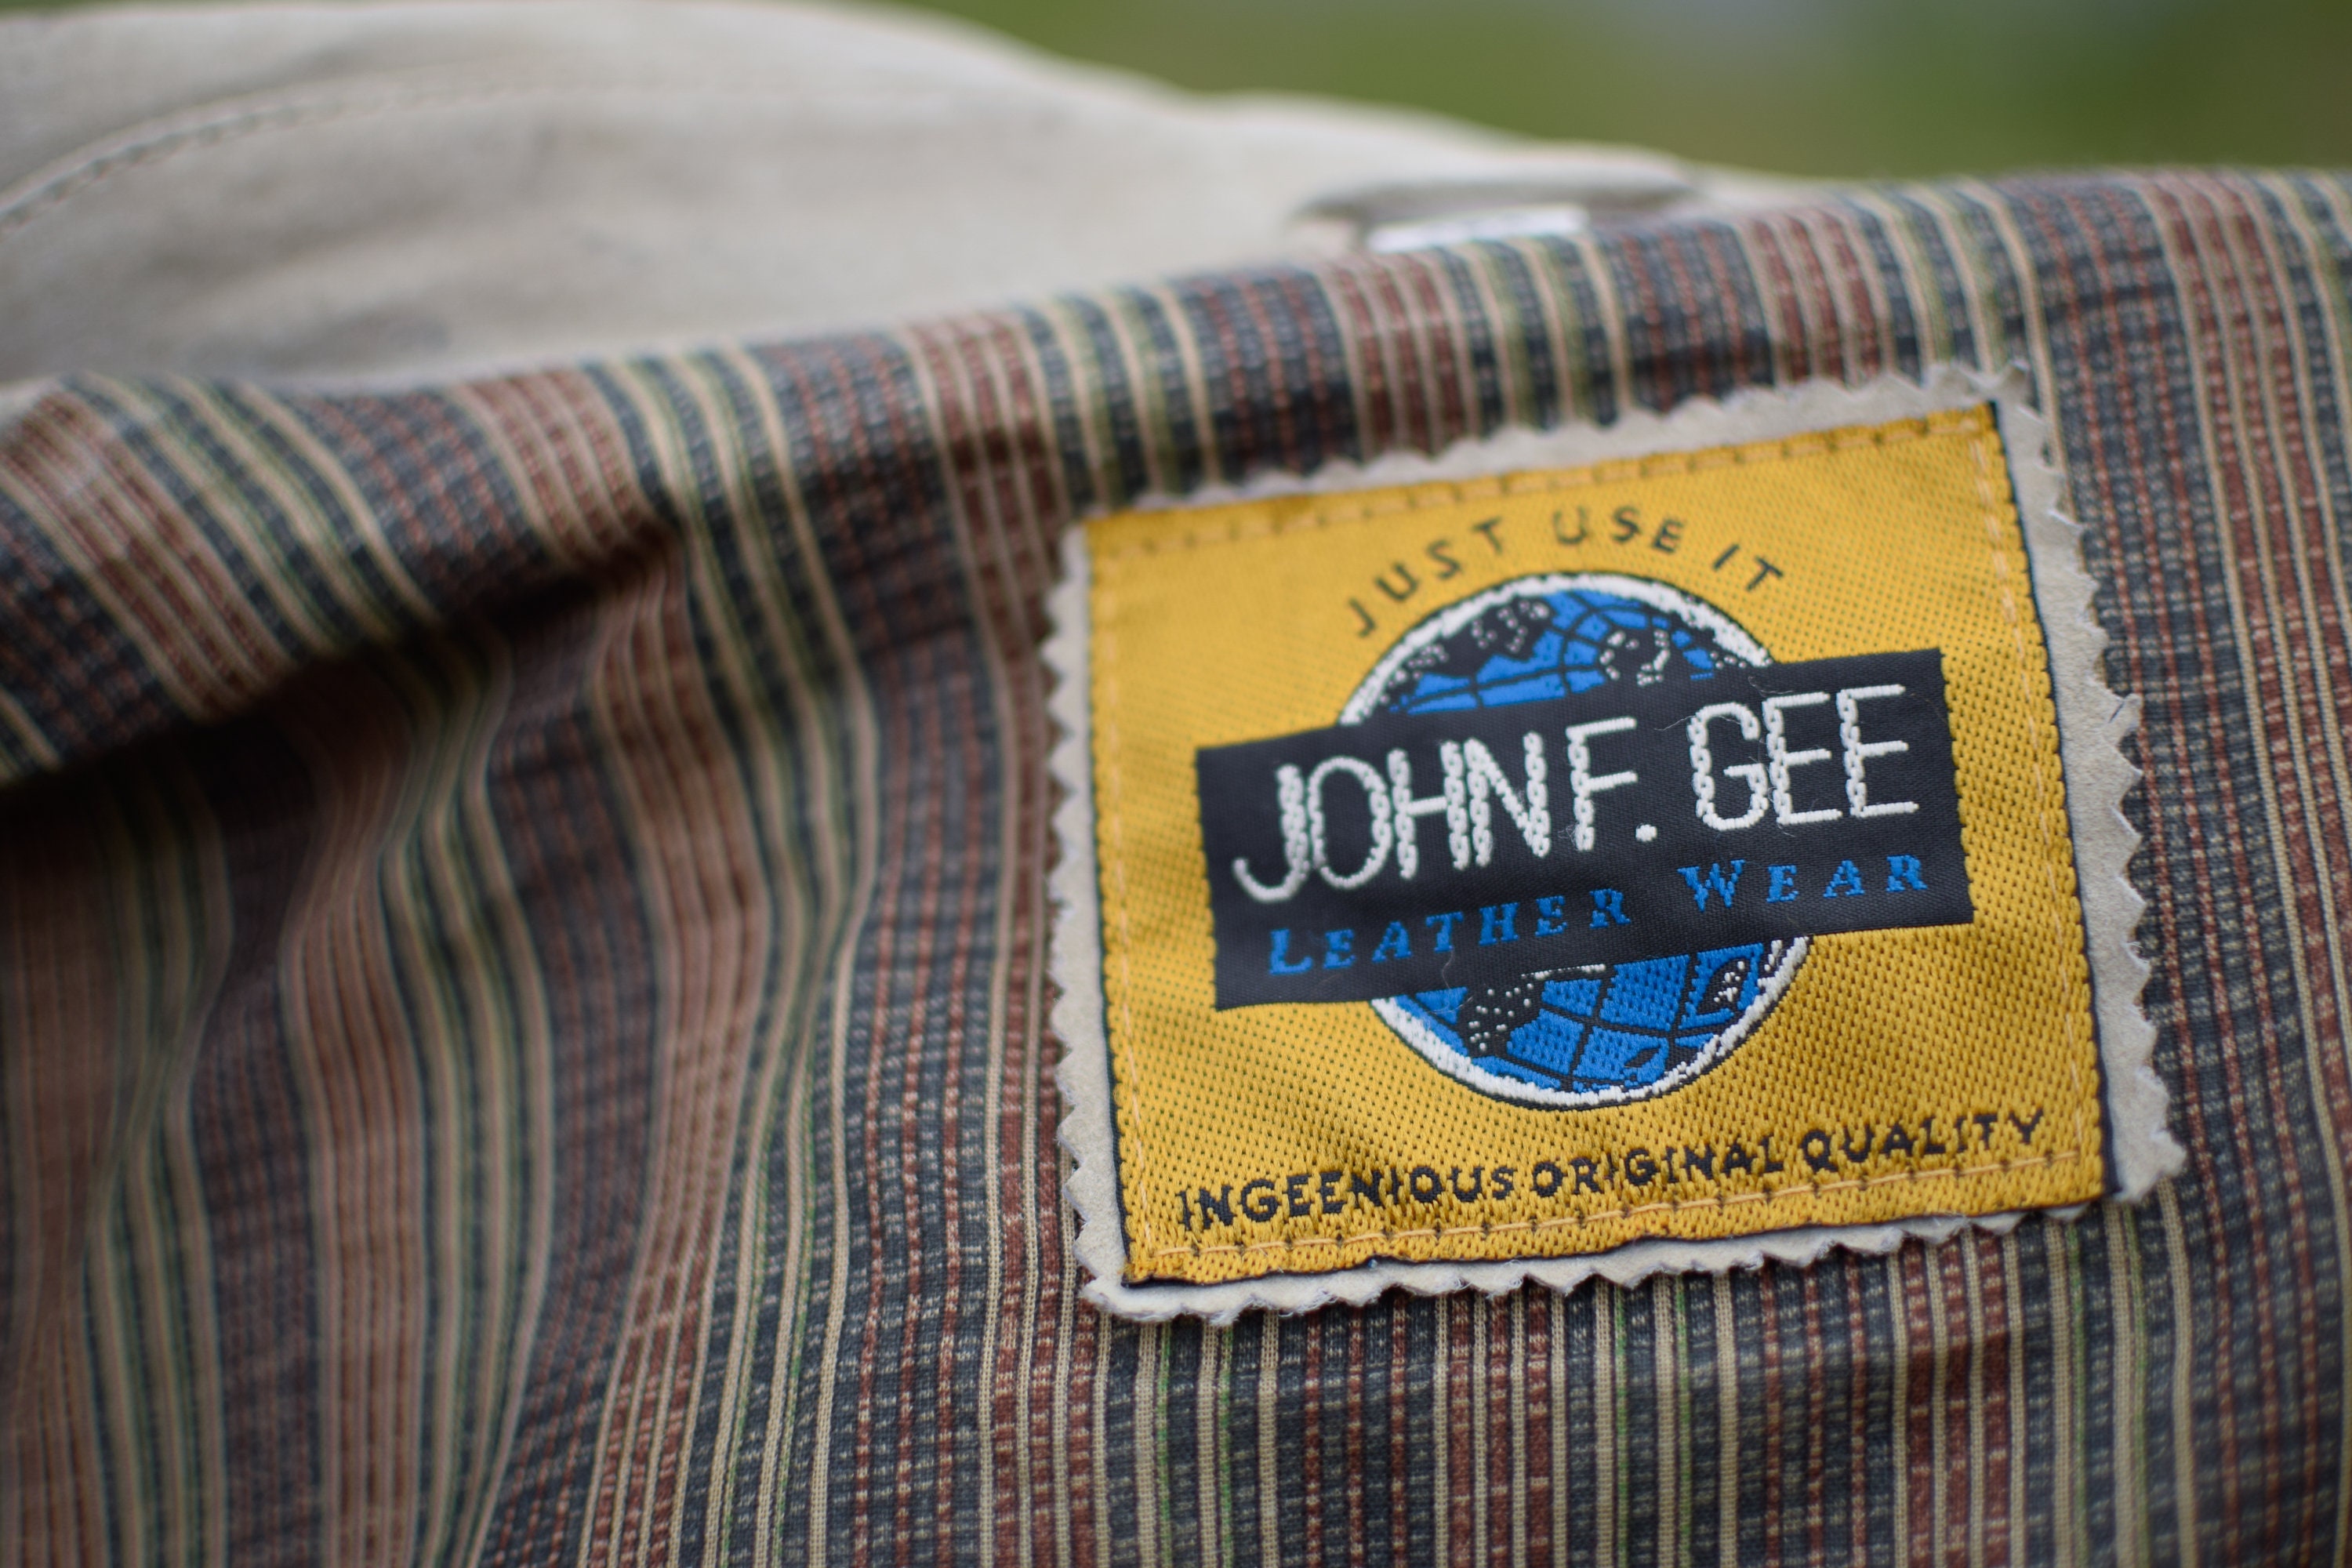 JUST USE IT
JOHN F. GEE
LEATHER WEAR
INGEENIOUS ORIGINAL QUALITY